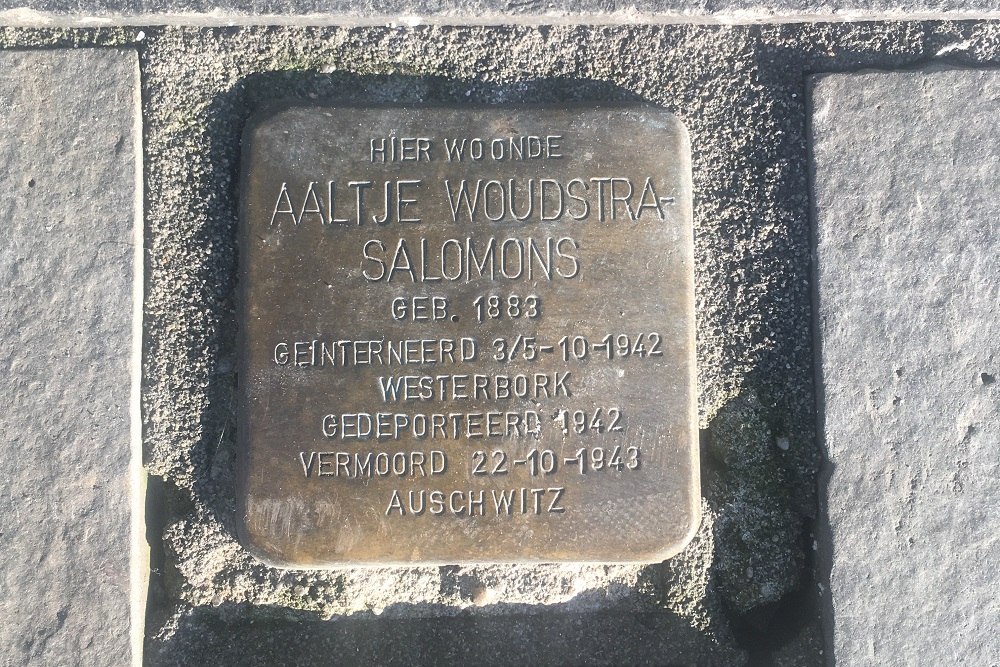 HIER WOONDE
AALTJE WOUDSTRA-
SALOMONS
GEB. 1883
GEÏNTERNEERD 3/5-10-1942
WESTERBORK
GEDEPORTEERD 1942
VERMOORD 22-10-1943
AUSCHWITZ